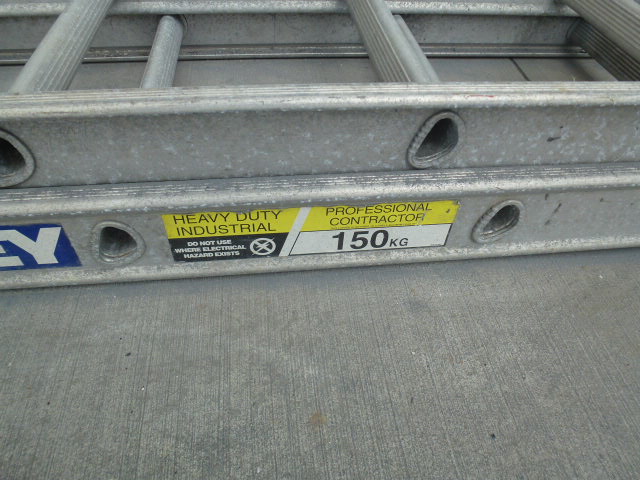 EY
HEAVY DUTY
INDUSTRIAL
DO NOT USE
WHERE ELECTRICAL
HAZARD EXISTS
PROFESSIONAL
CONTRACTOR
150KG